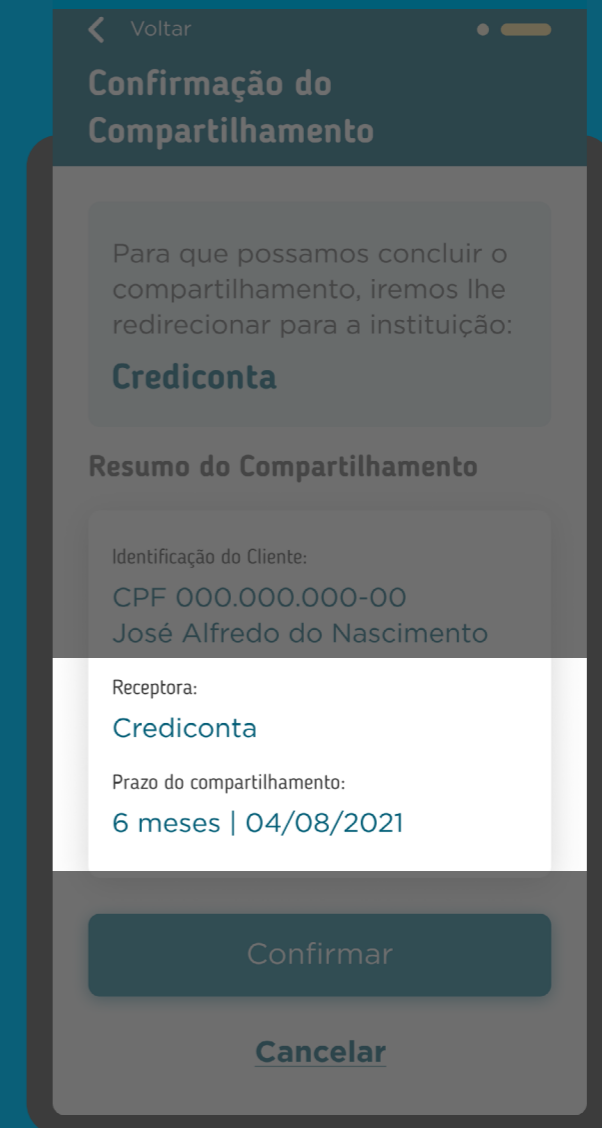 Voltar
Confirmação do
Compartilhamento
Para que possamos concluir o
compartilhamento, iremos lhe
redirecionar para a instituição:
Crediconta
Resumo do Compartilhamento
Identificação do Cliente:
CPF 000.000.000-00
José Alfredo do Nascimento
Receptora:
Crediconta
Prazo do compartilhamento:
6 meses | 04/08/2021
Confirmar
Cancelar